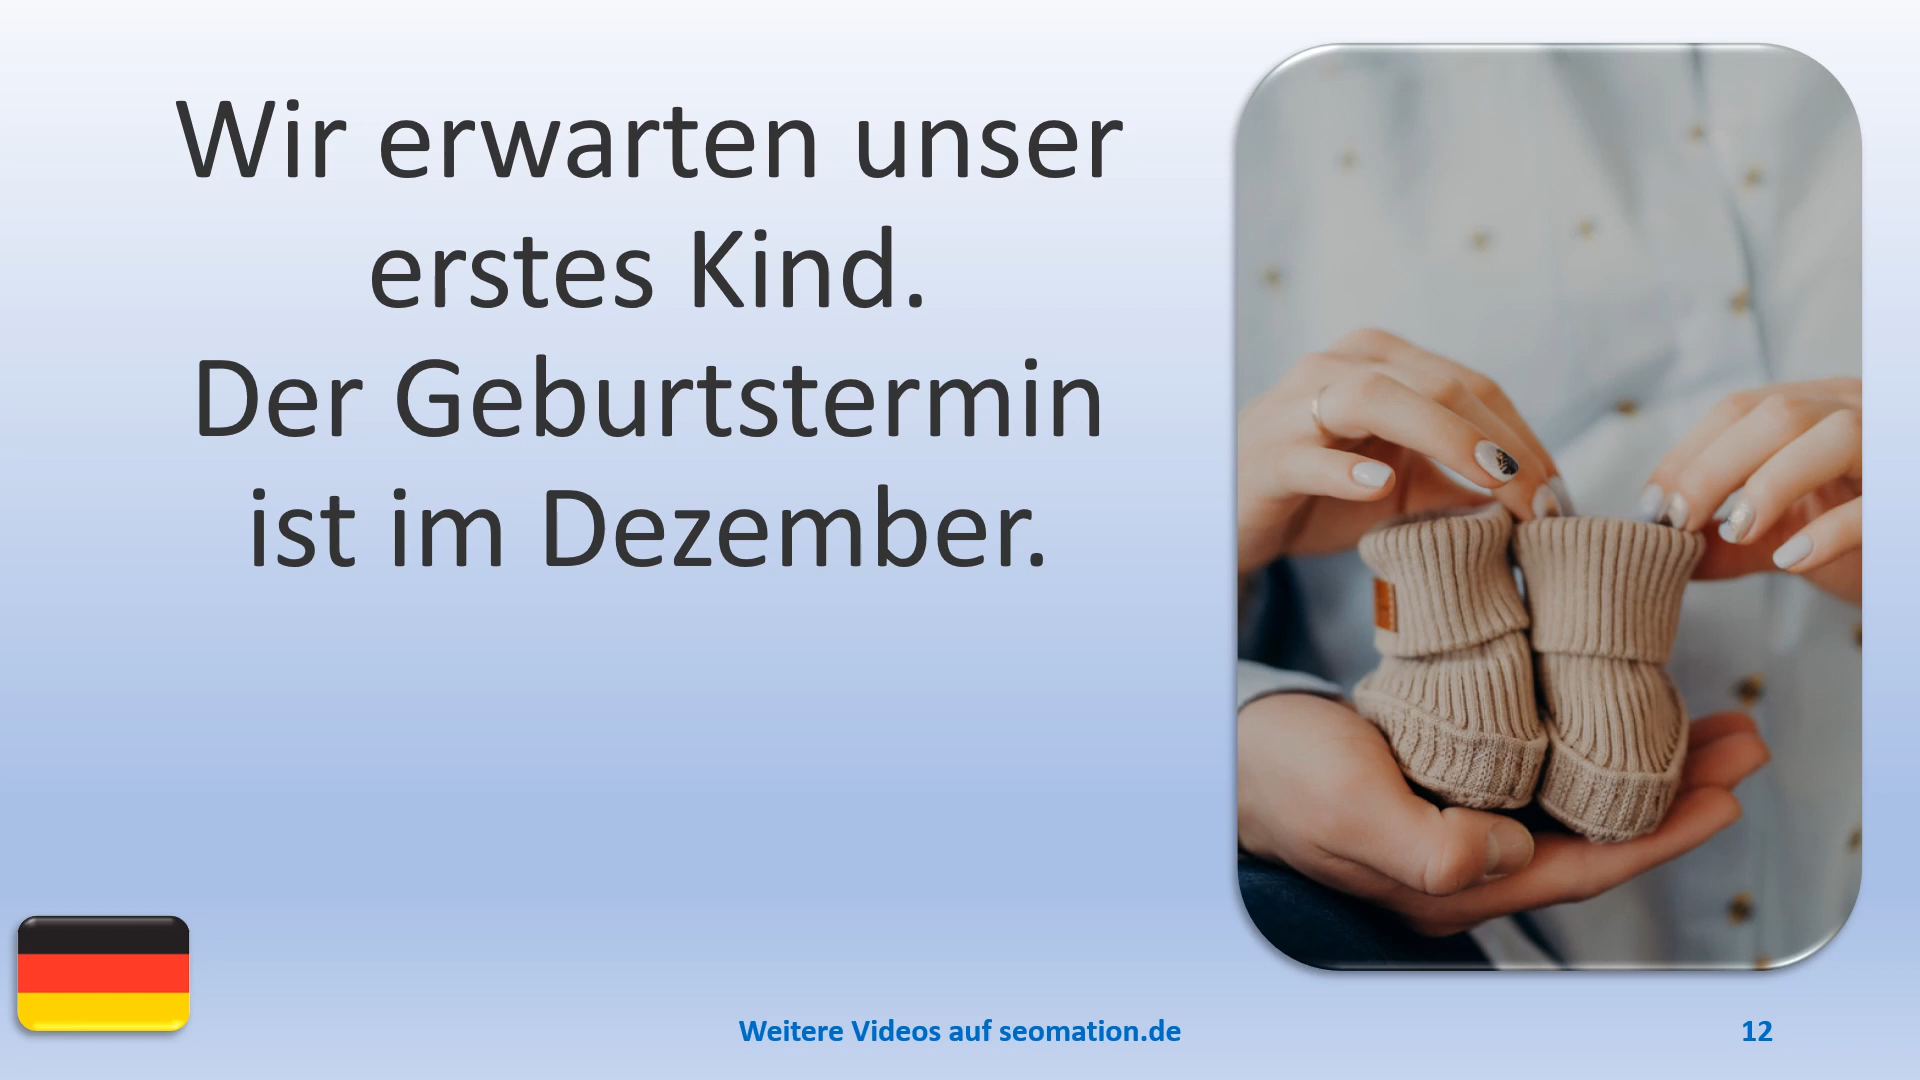 Wir erwarten unser
erstes Kind.
Der Geburtstermin
ist im Dezember.
Weitere Videos auf seomation.de
12